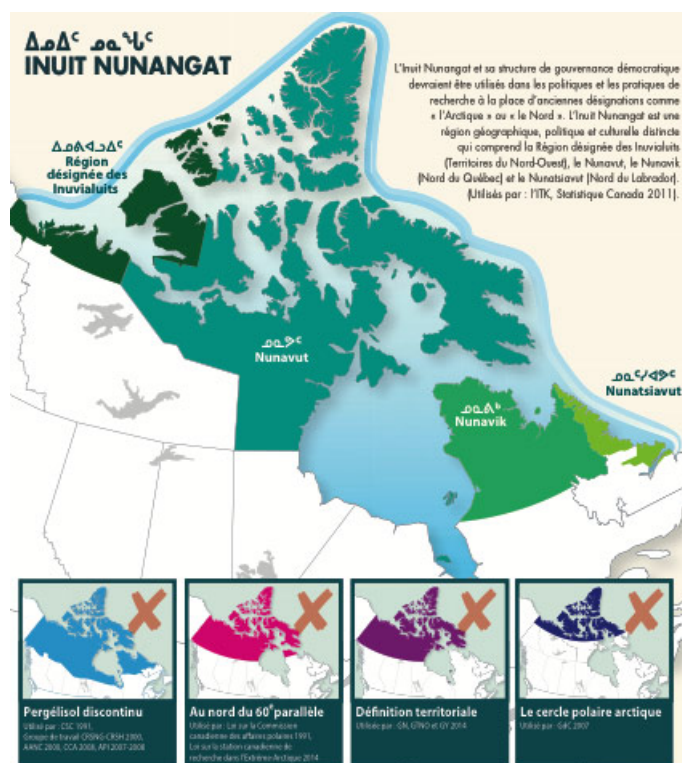 ᐃᓄᐃᑦ ᓄᓇᖓᑦ
INUIT NUNANGAT
L'Inuit Nunangat et sa structure de gouvernance démocratique
devraient être utilisés dans les politiques et les pratiques de
recherche à la place d'anciennes désignations comme
« l'Arctique » ou « le Nord ». L'Inuit Nunangat est une
région géographique, politique et culturelle distincte
qui comprend la Région désignée des Inuvialuits
(Territoires du Nord-Ouest), le Nunavut, le Nunavik
(Nord du Québec) et le Nunatsiavut (Nord du Labrador).
(Utilisés par : l'ITK, Statistique Canada 2011).
ᐃᓄᕕᐊᓗᐃᑦ
Région
désignée des
Inuvialuits
ᓄᓇᕗᑦ
Nunavut
ᓄᓇᕕᒃ
Nunavik
ᓄᓇᑦᓯᐊᕗᑦ
Nunatsiavut
Pergélisol discontinu
Utilisé par : CSC 1991,
Groupe de travail CRSNG-CRSH 2000,
AANC 2008, CCA 2008, API 2007-2008
Au nord du 60e parallèle
Utilisé par : Loi sur la Commission
canadienne des affaires polaires 1991,
Loi sur la station canadienne de
recherche dans l'Extrême-Arctique 2014
Définition territoriale
Utilisée par : GN, GTNO et GY 2014
Le cercle polaire arctique
Utilisé par : GdC 2007